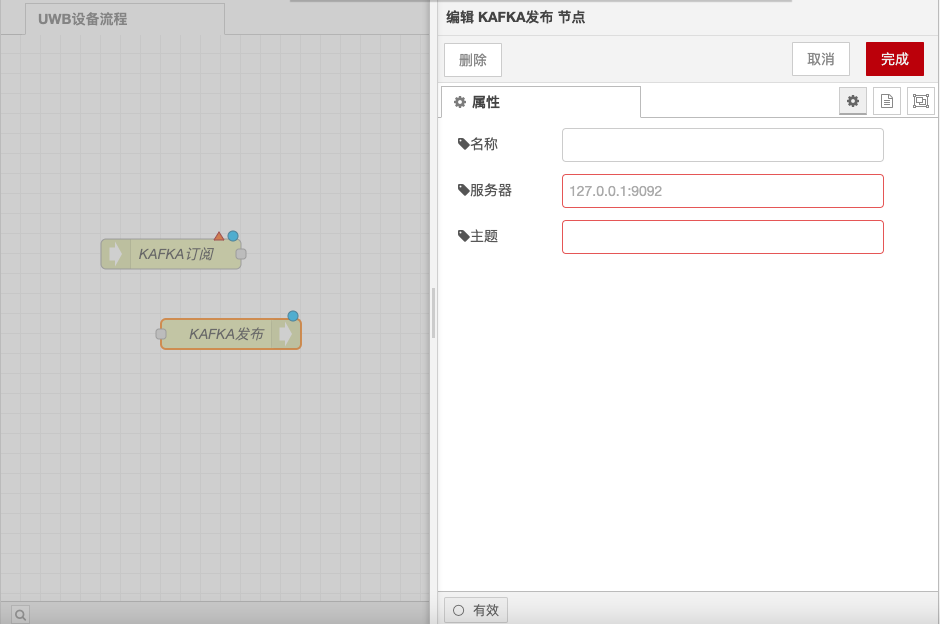 UWB设备流程
KAFKA订阅
KAFKA发布
编辑 KAFKA发布 节点
删除
取消
完成
属性
名称
服务器
127.0.0.1:9092
主题
有效